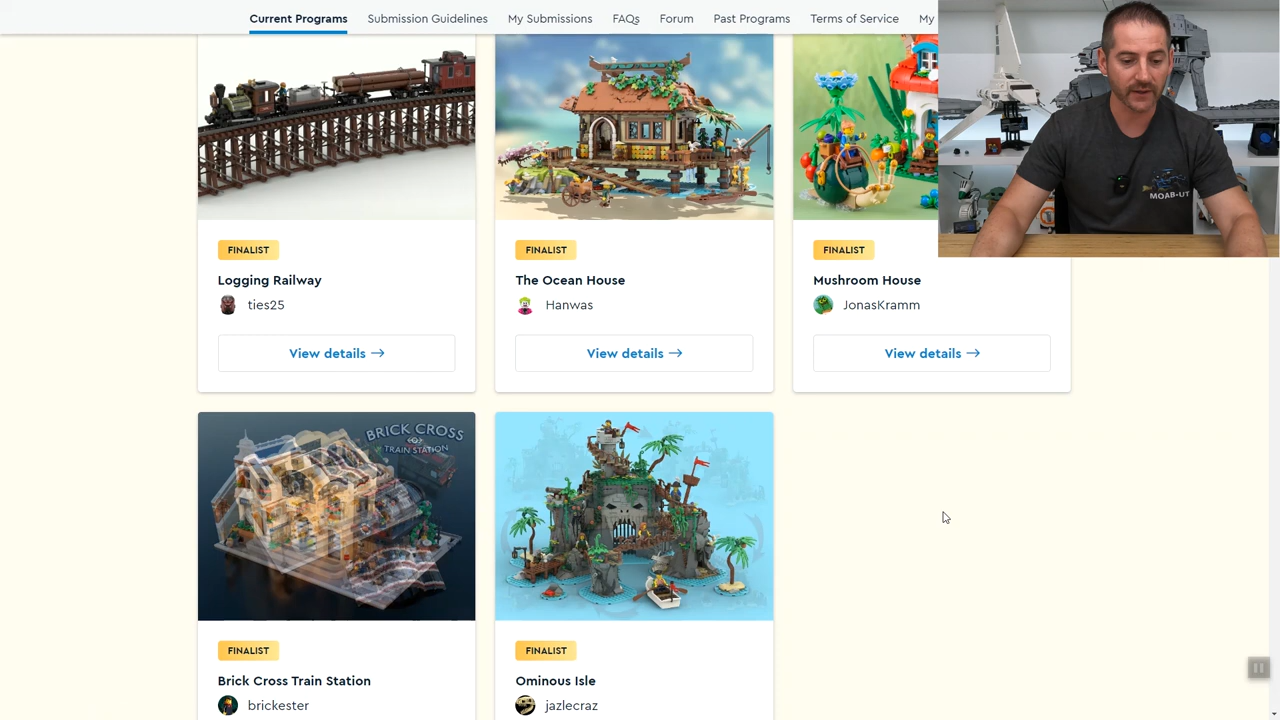 Current Programs
Submission Guidelines
My Submissions
FAQs
Forum
Past Programs
Terms of Service
My
MOAB-UT
FINALIST
Logging Railway
ties25
View details →
FINALIST
The Ocean House
Hanwas
View details →
FINALIST
Mushroom House
JonasKramm
View details →
BRICK CROSS
TRAIN STATION
FINALIST
Brick Cross Train Station
brickester
FINALIST
Ominous Isle
jazlecraz